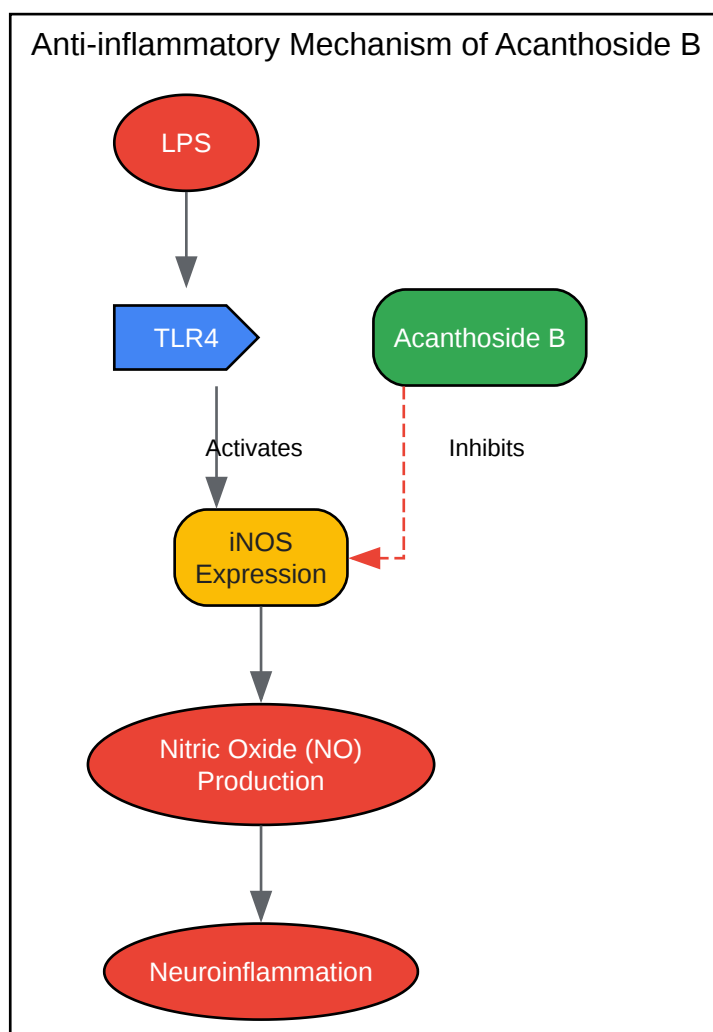 Anti-inflammatory Mechanism of Acanthoside B
LPS
TLR4
Acanthoside B
Activates
Inhibits
iNOS
Expression
Nitric Oxide (NO)
Production
Neuroinflammation